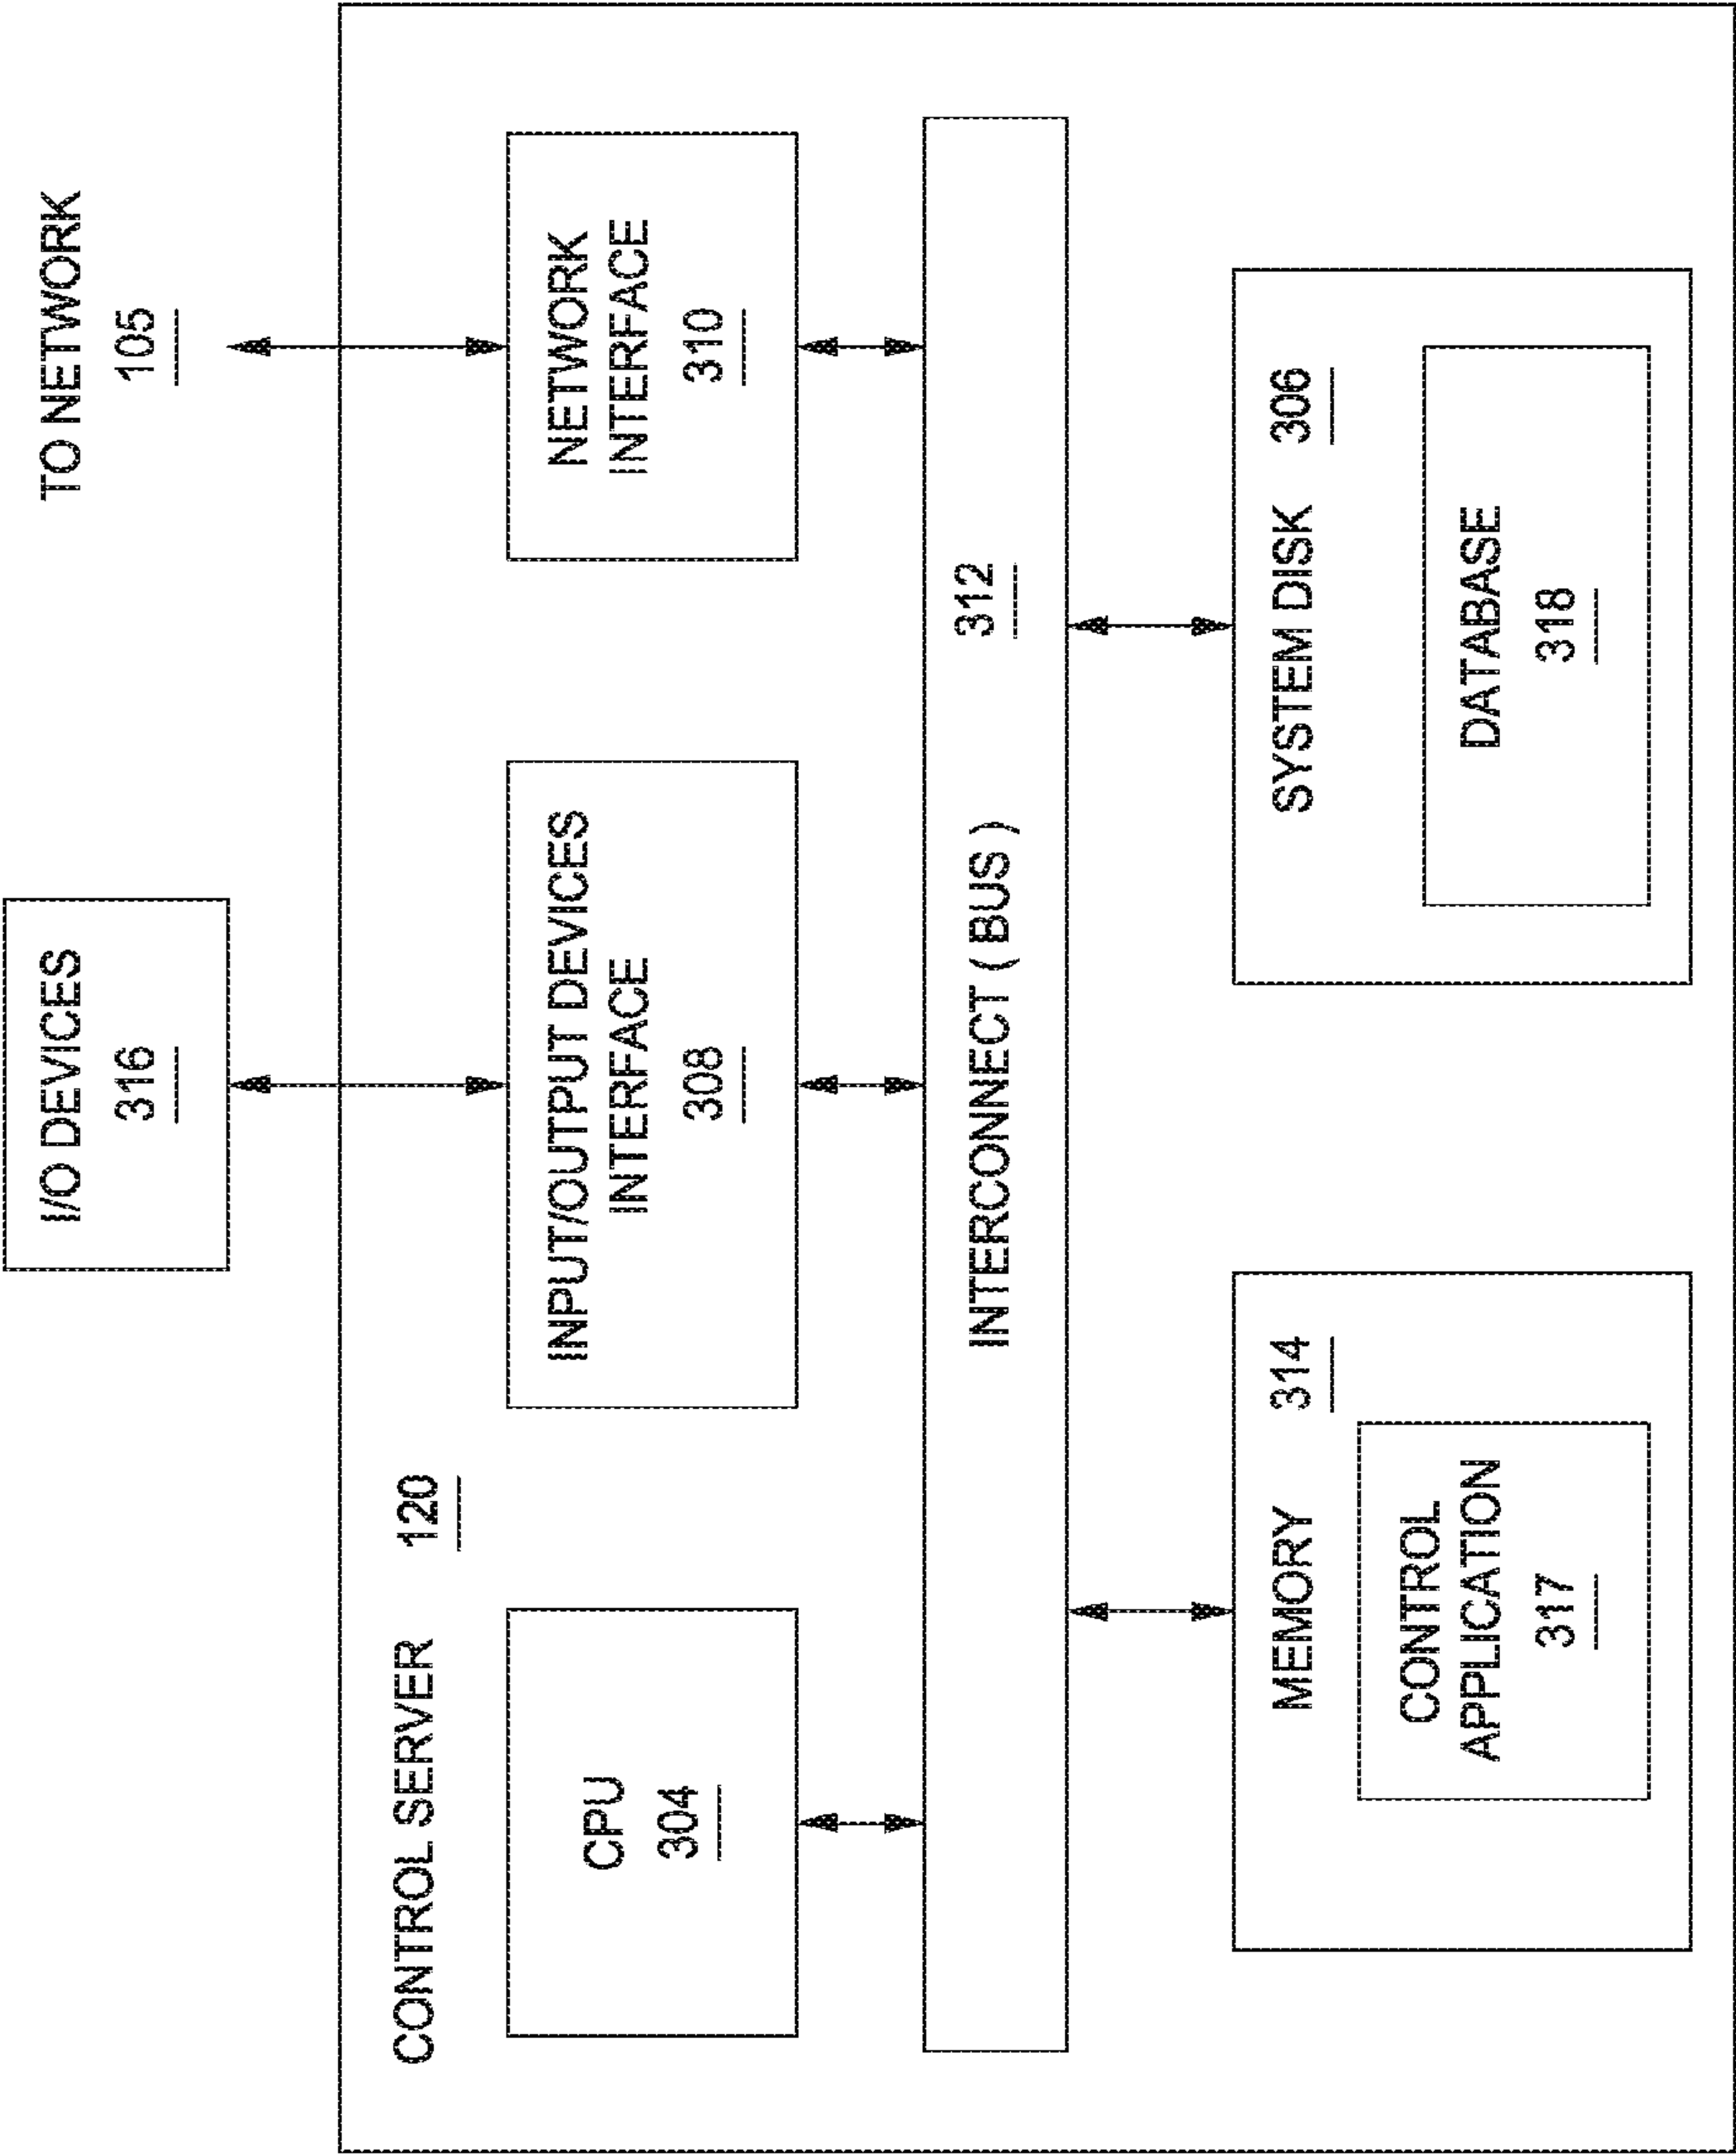 I/O DEVICES
316
TO NETWORK
105
CONTROL SERVER 120
CPU
304
INPUT/OUTPUT DEVICES
INTERFACE
308
NETWORK
INTERFACE
310
INTERCONNECT ( BUS ) 312
MEMORY 314
CONTROL
APPLICATION
317
SYSTEM DISK 306
DATABASE
318